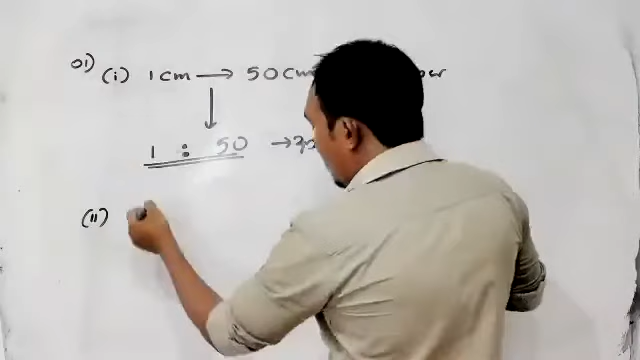 01) (i) 1cm → 50cm
↓
1 : 50 →
(ii)